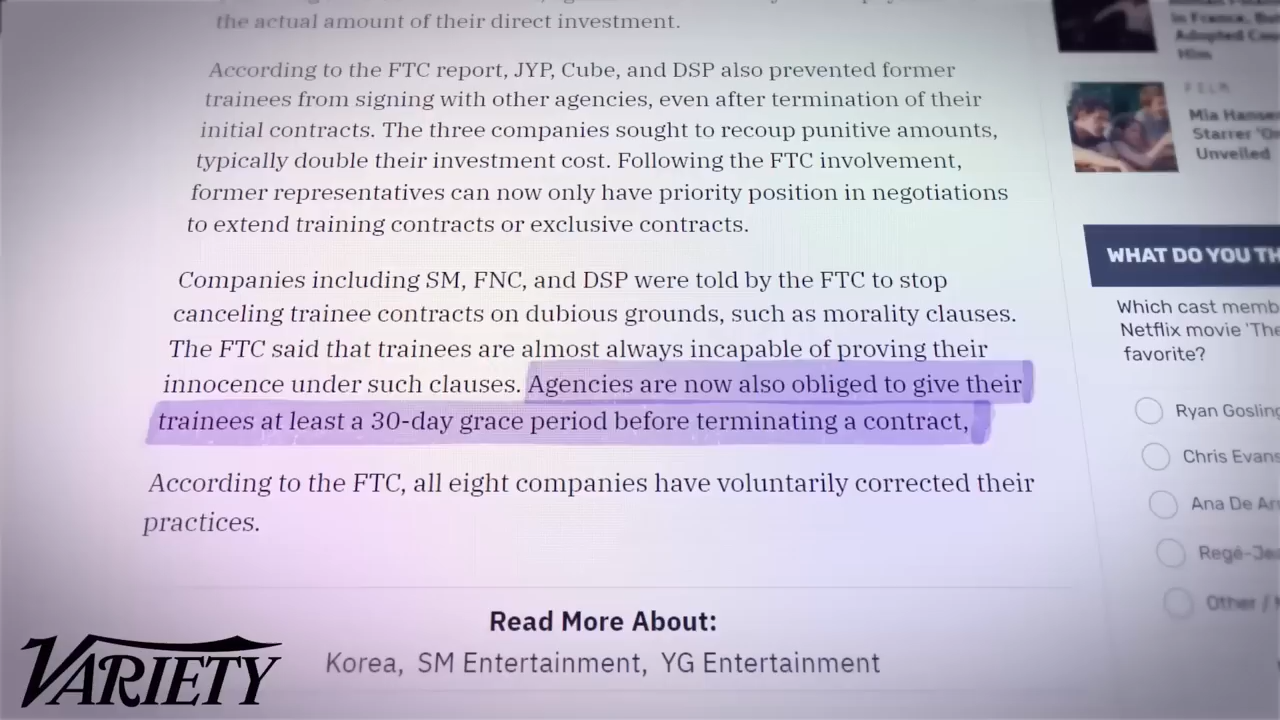 the actual amount of their direct investment.
According to the FTC report, JYP, Cube, and DSP also prevented former
trainees from signing with other agencies, even after termination of their
initial contracts. The three companies sought to recoup punitive amounts,
typically double their investment cost. Following the FTC involvement,
former representatives can now only have priority position in negotiations
to extend training contracts or exclusive contracts.
Companies including SM, FNC, and DSP were told by the FTC to stop
canceling trainee contracts on dubious grounds, such as morality clauses.
The FTC said that trainees are almost always incapable of proving their
innocence under such clauses. Agencies are now also obliged to give their
trainees at least a 30-day grace period before terminating a contract,
According to the FTC, all eight companies have voluntarily corrected their
practices.
Read More About:
Korea, SM Entertainment, YG Entertainment
VARIETY
in France,
Adopted
Him
FILM
Mia
Starrer
Unveiled
WHAT DO YOU
Which cast
Netflix movie
favorite?
Ryan
Chris Evans
Ana De
Other /